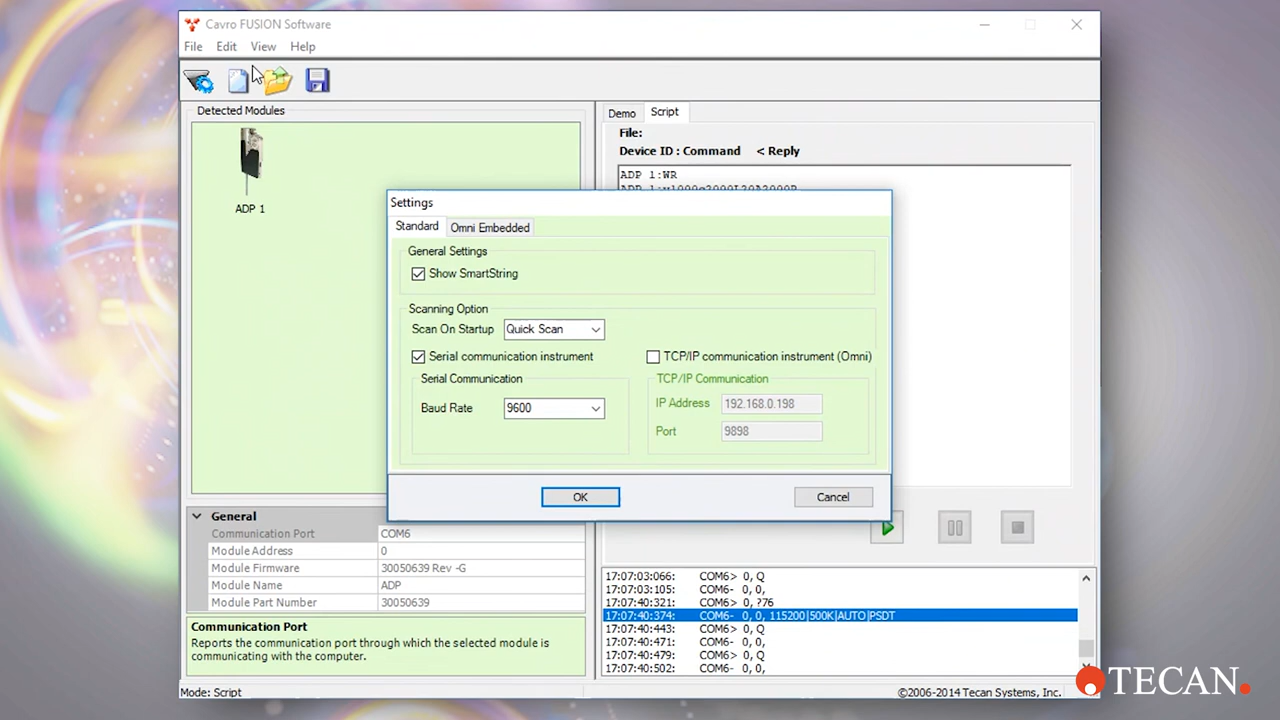 Cavro FUSION Software
File Edit View Help
Detected Modules
ADP 1
Demo Script
File:
Device ID : Command < Reply
ADP 1:WR
Settings
Standard Omni Embedded
General Settings
Show SmartString
Scanning Option
Scan On Startup Quick Scan
Serial communication instrument
TCP/IP communication instrument (Omni)
Serial Communication
Baud Rate 9600
TCP/IP Communication
IP Address 192.168.0.198
Port 9898
OK Cancel
General
Communication Port COM6
Module Address 0
Module Firmware 30050639 Rev -G
Module Name ADP
Module Part Number 30050639
Communication Port
Reports the communication port through which the selected module is
communicating with the computer.
17:07:03:066: COM6> 0, Q
17:07:03:105: COM6- 0, 0,
17:07:40:321: COM6> 0, ?76
17:07:40:374: COM6- 0, 0, 115200|500K|AUTO|PSDT
17:07:40:443: COM6> 0, Q
17:07:40:471: COM6- 0, 0,
17:07:40:479: COM6> 0, Q
17:07:40:502: COM6- 0, 0,
Mode: Script
©2006-2014 Tecan Systems, Inc.
TECAN.